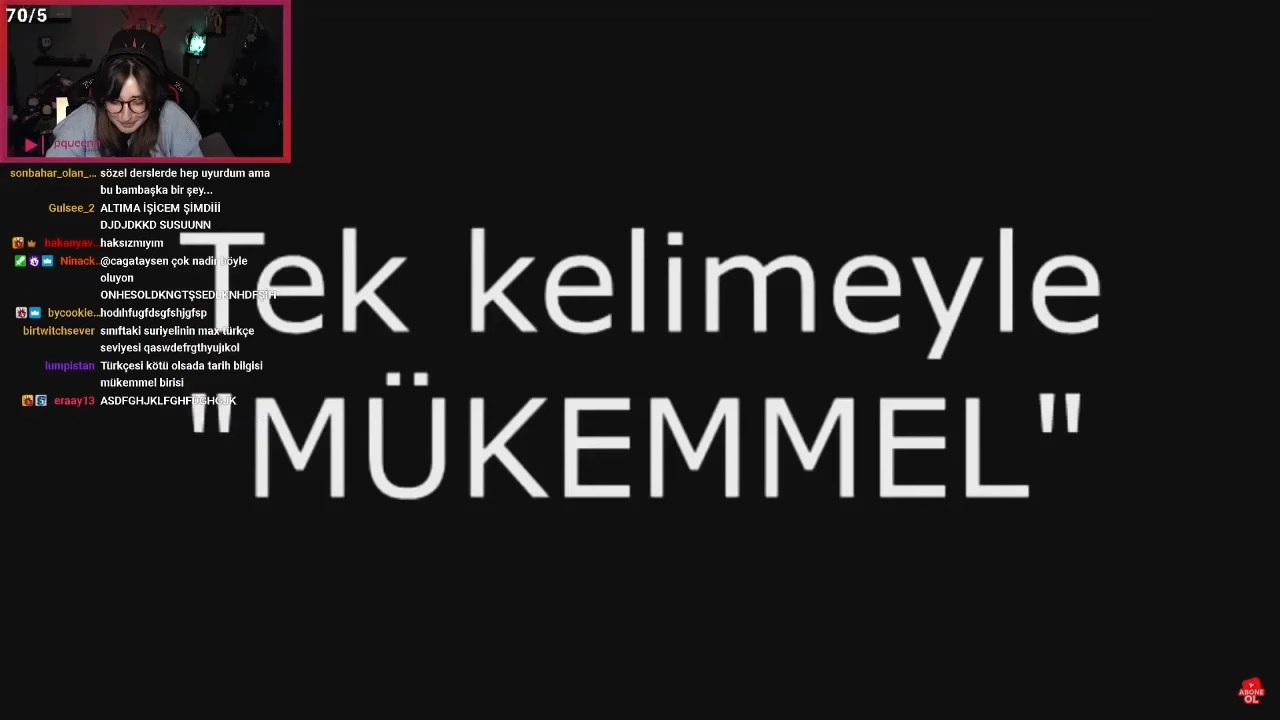 70/5
sonbahar_olan_... sözel derslerde hep uyurdum ama
bu bambaşka bir şey...
Gulsee_2 ALTIMA İŞİCEM ŞİMDİİİ
DJDJDKKD SUSUUNN
hakanyav.. haksızmıyım
Ninack.. @cagataysen çok nadir böyle
oluyon
bycookie.. hodıhfugfdsgfshjgfsp
birtwitchsever sınıftaki suriyelinin max türkçe
seviyesi qaswdefrgthyujıkol
lumpistan Türkçesi kötü olsada tarih bilgisi
mükemmel birisi
eraay13 ASDFGHJKLFGHFDGHGJK
Tek kelimeyle
"MÜKEMMEL"
ABONE
OL